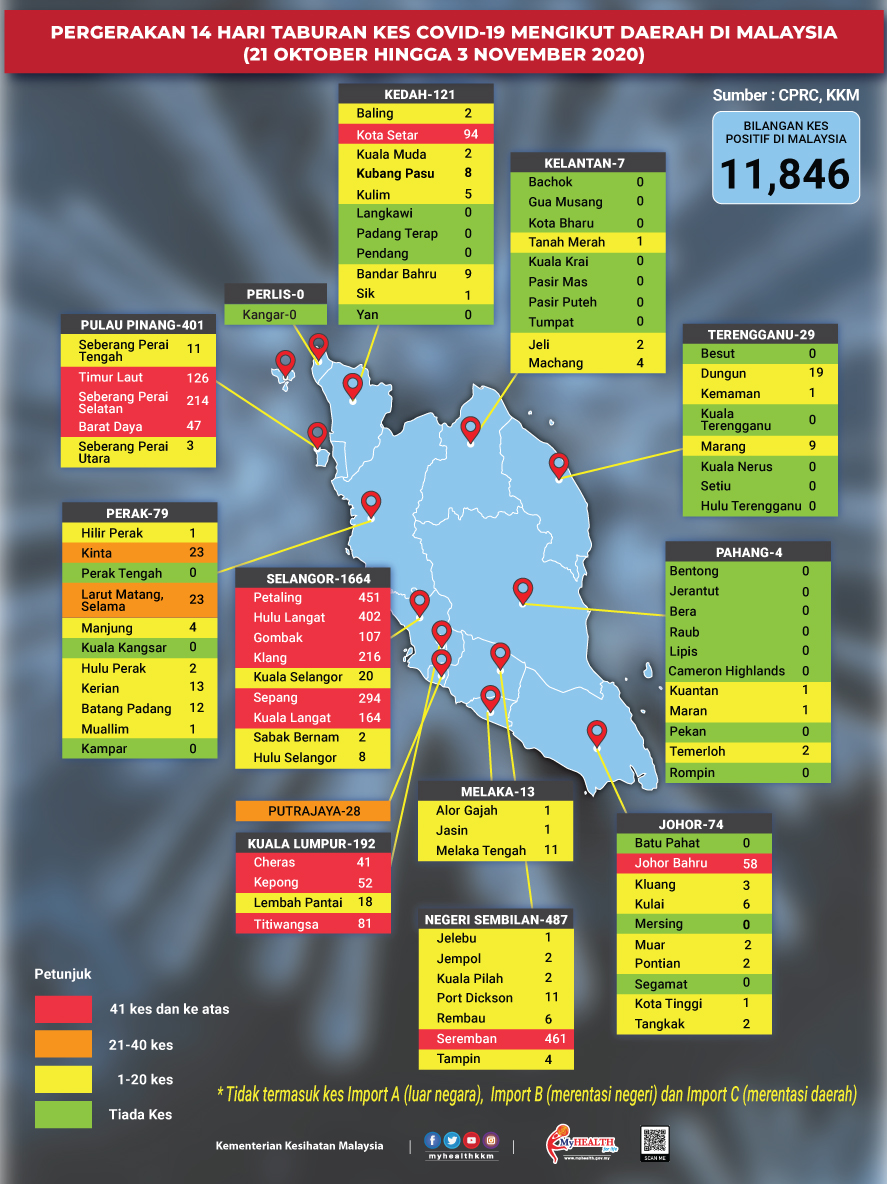 PERGERAKAN 14 HARI TABURAN KES COVID-19 MENGIKUT DAERAH DI MALAYSIA
(21 OKTOBER HINGGA 3 NOVEMBER 2020)
Sumber : CPRC, KKM
BILANGAN KES
POSITIF DI MALAYSIA
11,846
KEDAH-121
Baling 2
Kota Setar 94
Kuala Muda 2
Kubang Pasu 8
Kulim 5
Langkawi 0
Padang Terap 0
Pendang 0
Bandar Bahru 9
Sik 1
Yan 0
KELANTAN-7
Bachok 0
Gua Musang 0
Kota Bharu 0
Tanah Merah 1
Kuala Krai 0
Pasir Mas 0
Pasir Puteh 0
Tumpat 0
Jeli 2
Machang 4
PERLIS-0
Kangar-0
PULAU PINANG-401
Seberang Perai
Tengah 11
Timur Laut 126
Seberang Perai
Selatan 214
Barat Daya 47
Seberang Perai
Utara 3
TERENGGANU-29
Besut 0
Dungun 19
Kemaman 1
Kuala
Terengganu 0
Marang 9
Kuala Nerus 0
Setiu 0
Hulu Terengganu 0
PERAK-79
Hilir Perak 1
Kinta 23
Perak Tengah 0
Larut Matang,
Selama 23
Manjung 4
Kuala Kangsar 0
Hulu Perak 2
Kerian 13
Batang Padang 12
Muallim 1
Kampar 0
SELANGOR-1664
Petaling 451
Hulu Langat 402
Gombak 107
Klang 216
Kuala Selangor 20
Sepang 294
Kuala Langat 164
Sabak Bernam 2
Hulu Selangor 8
PAHANG-4
Bentong 0
Jerantut 0
Bera 0
Raub 0
Lipis 0
Cameron Highlands 0
Kuantan 1
Maran 1
Pekan 0
Temerloh 2
Rompin 0
PUTRAJAYA-28
KUALA LUMPUR-192
Cheras 41
Kepong 52
Lembah Pantai 18
Titiwangsa 81
MELAKA-13
Alor Gajah 1
Jasin 1
Melaka Tengah 11
JOHOR-74
Batu Pahat 0
Johor Bahru 58
Kluang 3
Kulai 6
Mersing 0
Muar 2
Pontian 2
Segamat 0
Kota Tinggi 1
Tangkak 2
NEGERI SEMBILAN-487
Jelebu 1
Jempol 2
Kuala Pilah 2
Port Dickson 11
Rembau 6
Seremban 461
Tampin 4
Petunjuk
41 kes dan ke atas
21-40 kes
1-20 kes
Tiada Kes
* Tidak termasuk kes Import A (luar negara), Import B (merentasi negeri) dan Import C (merentasi daerah)
Kementerian Kesihatan Malaysia
myhealthkkm
MyHEALTH
for life
www.myhealth.gov.my
SCAN ME